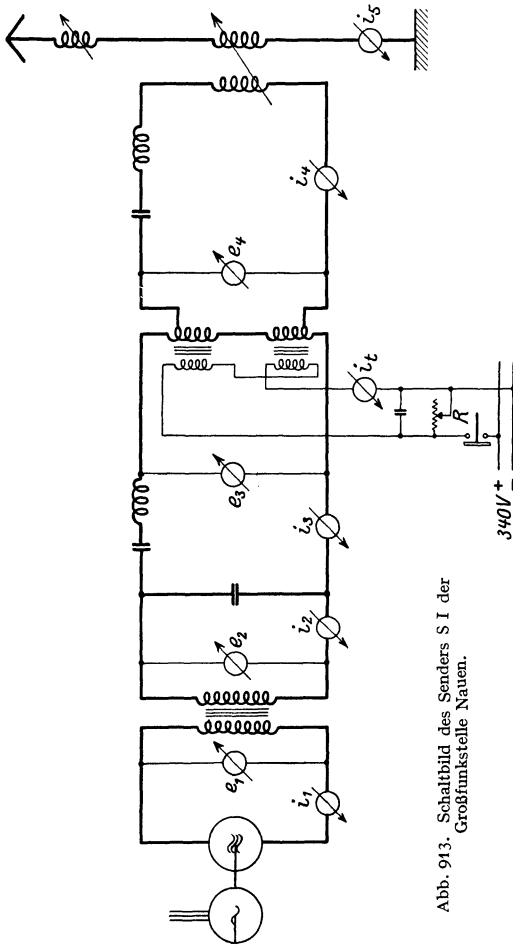 e₁
i₁
e₂
i₂
e₃
i₃
iₜ
R
340V + −
e₄
i₄
i₅
Abb. 913. Schaltbild des Senders S I der
Großfunkstelle Nauen.